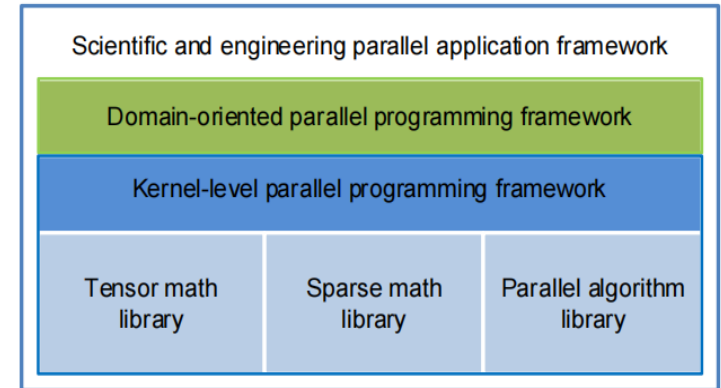 Scientific and engineering parallel application framework
Domain-oriented parallel programming framework
Kernel-level parallel programming framework
Tensor math
library
Sparse math
library
Parallel algorithm
library